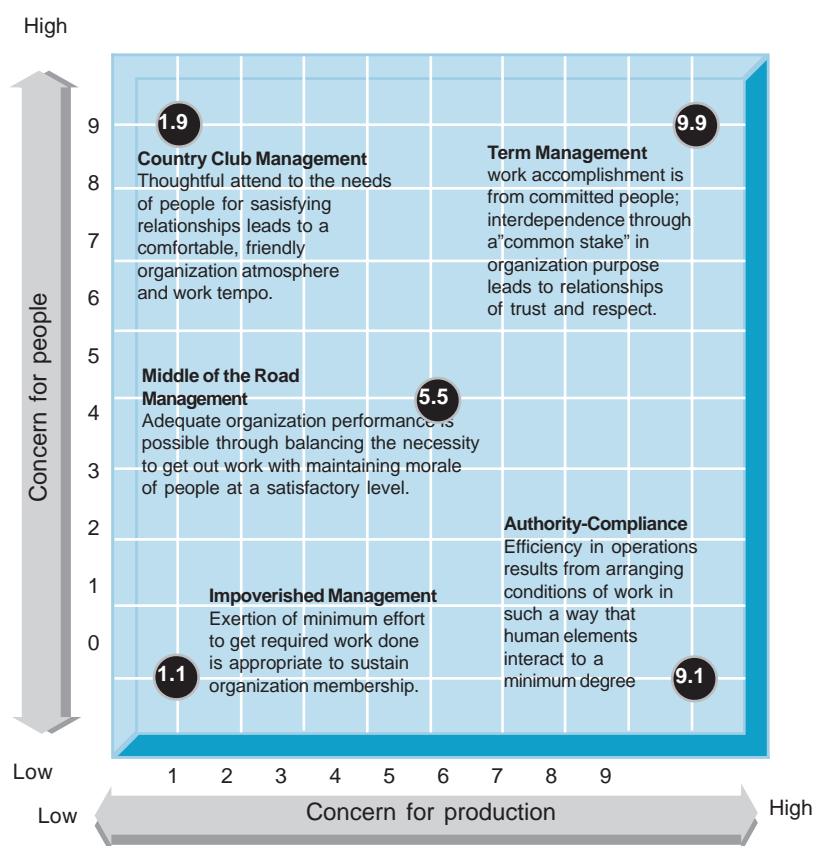 High
9
8
7
6
5
4
3
2
1
0
Concern for people
1.9
Country Club Management
Thoughtful attend to the needs
of people for sasisfying
relationships leads to a
comfortable, friendly
organization atmosphere
and work tempo.
9.9
Term Management
work accomplishment is
from committed people;
interdependence through
a"common stake" in
organization purpose
leads to relationships
of trust and respect.
Middle of the Road
Management
5.5
Adequate organization performance is
possible through balancing the necessity
to get out work with maintaining morale
of people at a satisfactory level.
Authority-Compliance
Efficiency in operations
results from arranging
conditions of work in
such a way that
human elements
interact to a
minimum degree
9.1
Impoverished Management
Exertion of minimum effort
to get required work done
is appropriate to sustain
organization membership.
1.1
Low
1 2 3 4 5 6 7 8 9
Low
Concern for production
High